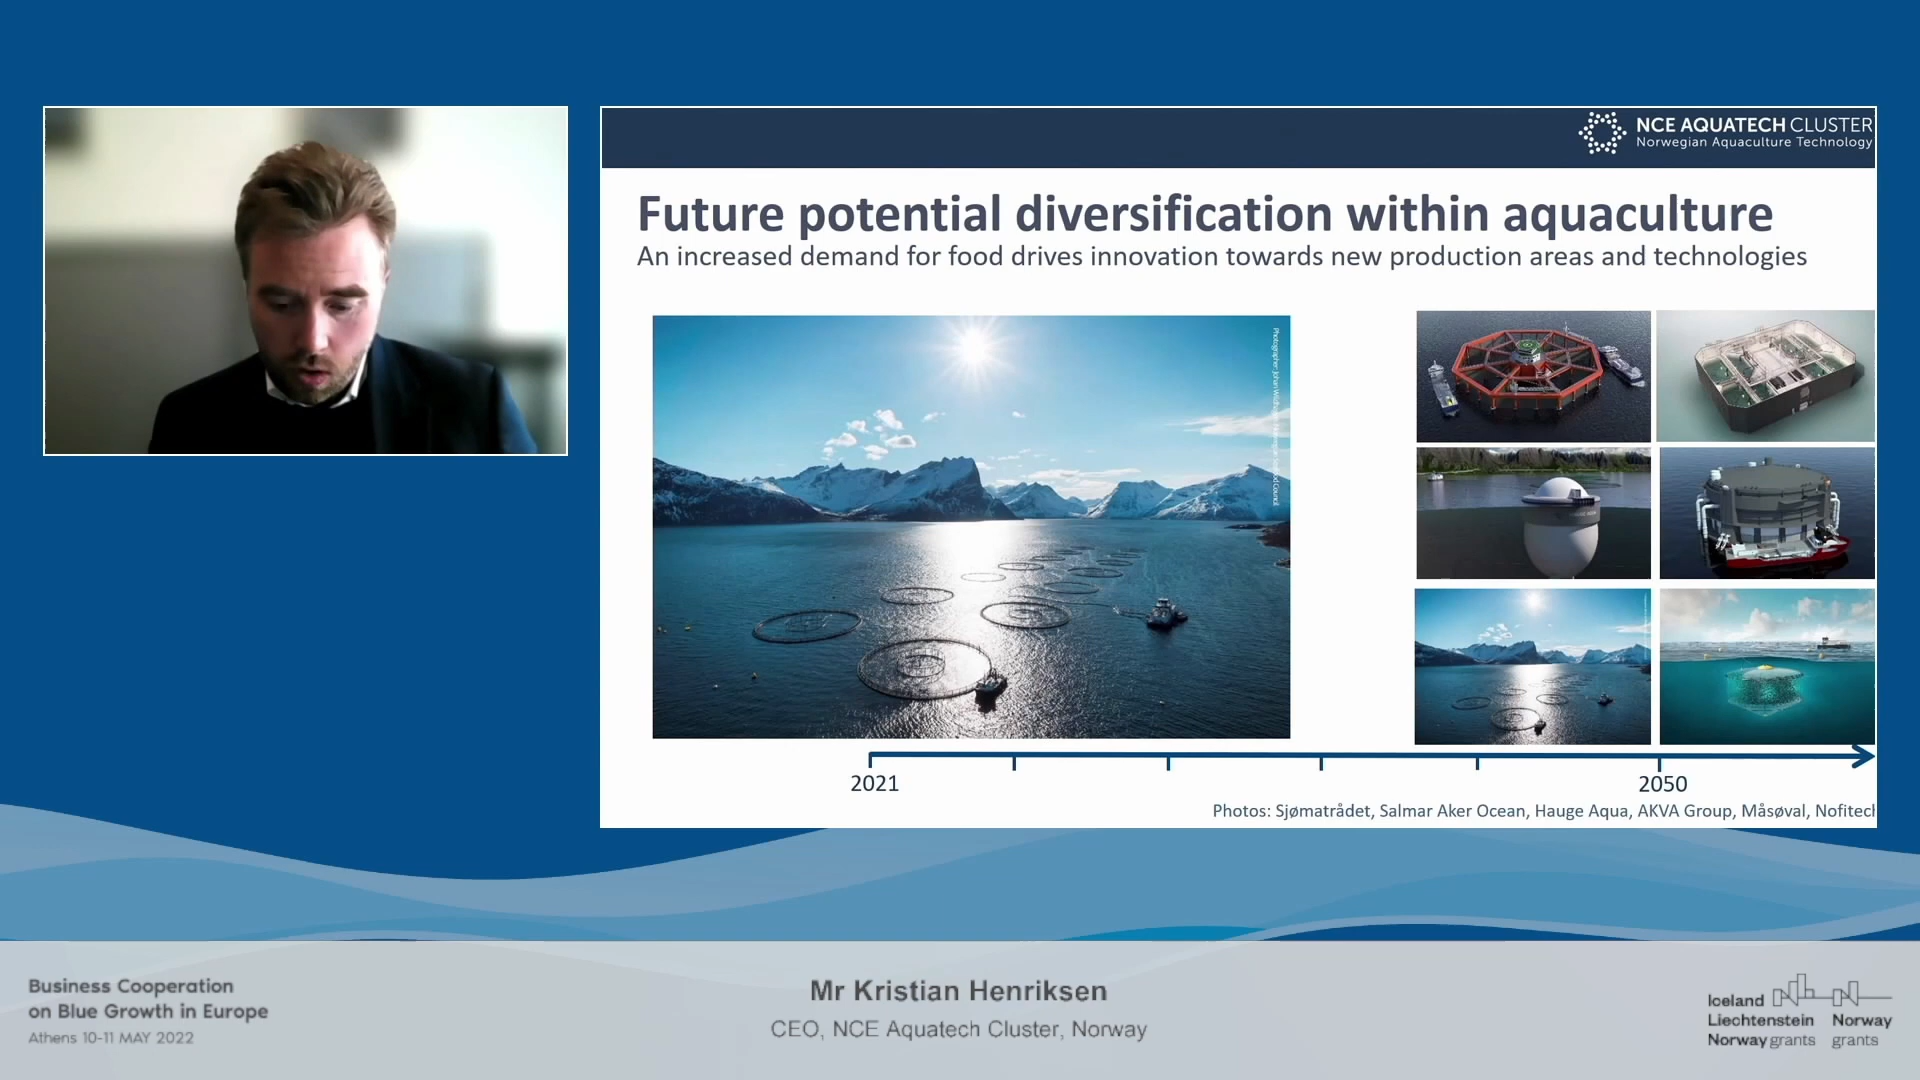 NCE AQUATECH CLUSTER
Norwegian Aquaculture Technology
Future potential diversification within aquaculture
An increased demand for food drives innovation towards new production areas and technologies
2021
2050
Photos: Sjømatrådet, Salmar Aker Ocean, Hauge Aqua, AKVA Group, Måsøval, Nofitech
Business Cooperation
on Blue Growth in Europe
Athens 10-11 MAY 2022
Mr Kristian Henriksen
CEO, NCE Aquatech Cluster, Norway
Iceland
Liechtenstein
Norway grants
Norway
grants